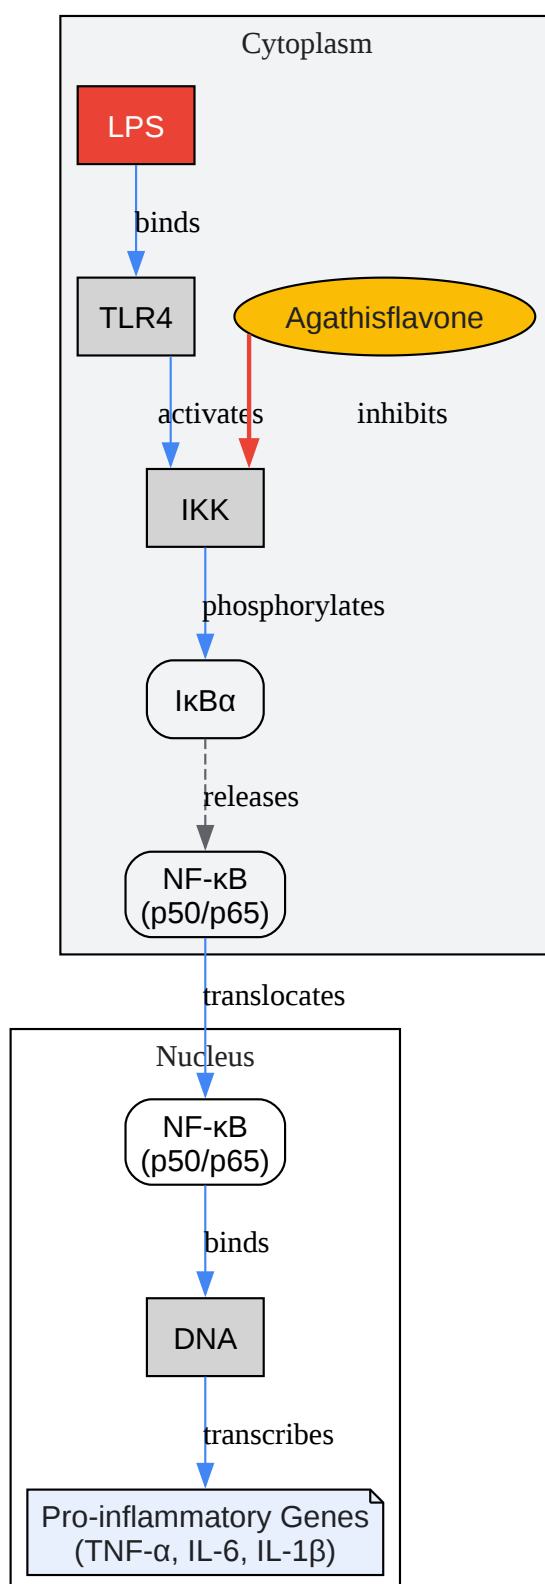 Cytoplasm
LPS
binds
TLR4
Agathisflavone
activates
inhibits
IKK
phosphorylates
IκBα
releases
NF-κB
(p50/p65)
translocates
Nucleus
NF-κB
(p50/p65)
binds
DNA
transcribes
Pro-inflammatory Genes
(TNF-α, IL-6, IL-1β)